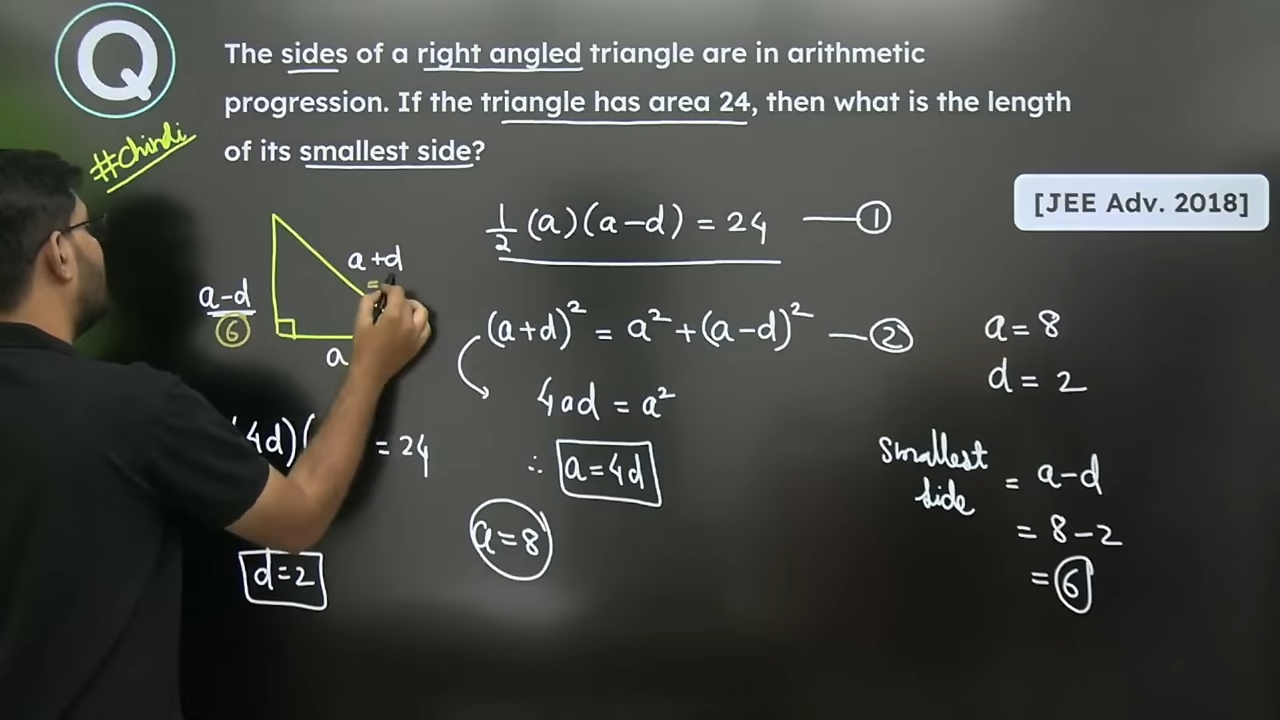 Q
The sides of a right angled triangle are in arithmetic
progression. If the triangle has area 24, then what is the length
of its smallest side?
#chindi
[JEE Adv. 2018]
1/2 (a)(a-d) = 24 — ①
a+d
=
a-d
6
a
(a+d)² = a² + (a-d)² — ②
4ad = a²
∴ a=4d
a=8
4d)( = 24
d=2
a=8
d=2
smallest side = a-d
= 8-2
= 6